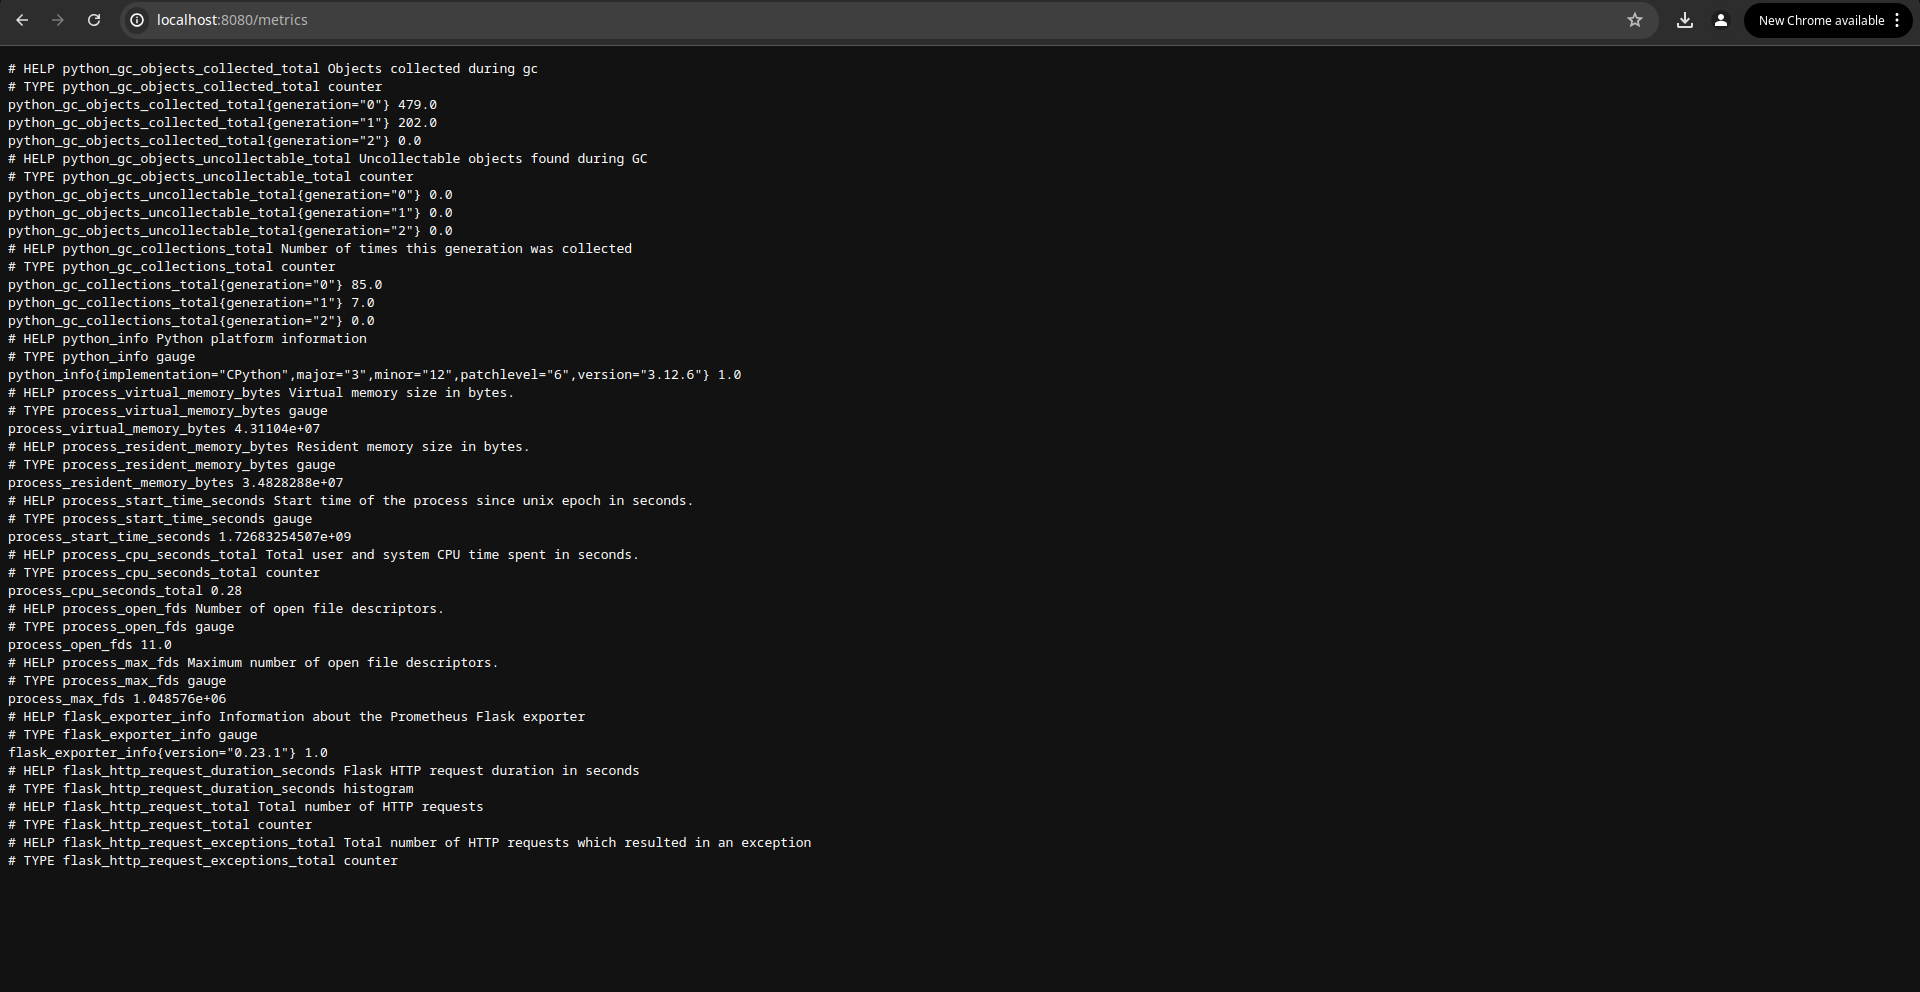 localhost:8080/metrics
New Chrome available
# HELP python_gc_objects_collected_total Objects collected during gc
# TYPE python_gc_objects_collected_total counter
python_gc_objects_collected_total{generation="0"} 479.0
python_gc_objects_collected_total{generation="1"} 202.0
python_gc_objects_collected_total{generation="2"} 0.0
# HELP python_gc_objects_uncollectable_total Uncollectable objects found during GC
# TYPE python_gc_objects_uncollectable_total counter
python_gc_objects_uncollectable_total{generation="0"} 0.0
python_gc_objects_uncollectable_total{generation="1"} 0.0
python_gc_objects_uncollectable_total{generation="2"} 0.0
# HELP python_gc_collections_total Number of times this generation was collected
# TYPE python_gc_collections_total counter
python_gc_collections_total{generation="0"} 85.0
python_gc_collections_total{generation="1"} 7.0
python_gc_collections_total{generation="2"} 0.0
# HELP python_info Python platform information
# TYPE python_info gauge
python_info{implementation="CPython",major="3",minor="12",patchlevel="6",version="3.12.6"} 1.0
# HELP process_virtual_memory_bytes Virtual memory size in bytes.
# TYPE process_virtual_memory_bytes gauge
process_virtual_memory_bytes 4.31104e+07
# HELP process_resident_memory_bytes Resident memory size in bytes.
# TYPE process_resident_memory_bytes gauge
process_resident_memory_bytes 3.4828288e+07
# HELP process_start_time_seconds Start time of the process since unix epoch in seconds.
# TYPE process_start_time_seconds gauge
process_start_time_seconds 1.72683254507e+09
# HELP process_cpu_seconds_total Total user and system CPU time spent in seconds.
# TYPE process_cpu_seconds_total counter
process_cpu_seconds_total 0.28
# HELP process_open_fds Number of open file descriptors.
# TYPE process_open_fds gauge
process_open_fds 11.0
# HELP process_max_fds Maximum number of open file descriptors.
# TYPE process_max_fds gauge
process_max_fds 1.048576e+06
# HELP flask_exporter_info Information about the Prometheus Flask exporter
# TYPE flask_exporter_info gauge
flask_exporter_info{version="0.23.1"} 1.0
# HELP flask_http_request_duration_seconds Flask HTTP request duration in seconds
# TYPE flask_http_request_duration_seconds histogram
# HELP flask_http_request_total Total number of HTTP requests
# TYPE flask_http_request_total counter
# HELP flask_http_request_exceptions_total Total number of HTTP requests which resulted in an exception
# TYPE flask_http_request_exceptions_total counter